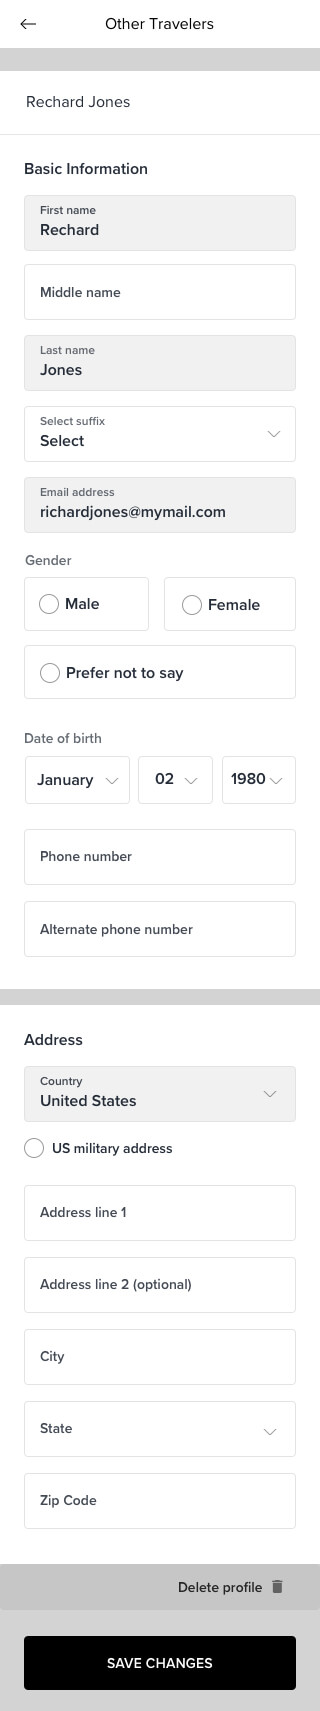 Other Travelers
Rechard Jones
Basic Information
First name
Rechard
Middle name
Last name
Jones
Select suffix
Select
Email address
richardjones@mymail.com
Gender
Male
Female
Prefer not to say
Date of birth
January 02 1980
Phone number
Alternate phone number
Address
Country
United States
US military address
Address line 1
Address line 2 (optional)
City
State
Zip Code
Delete profile
SAVE CHANGES